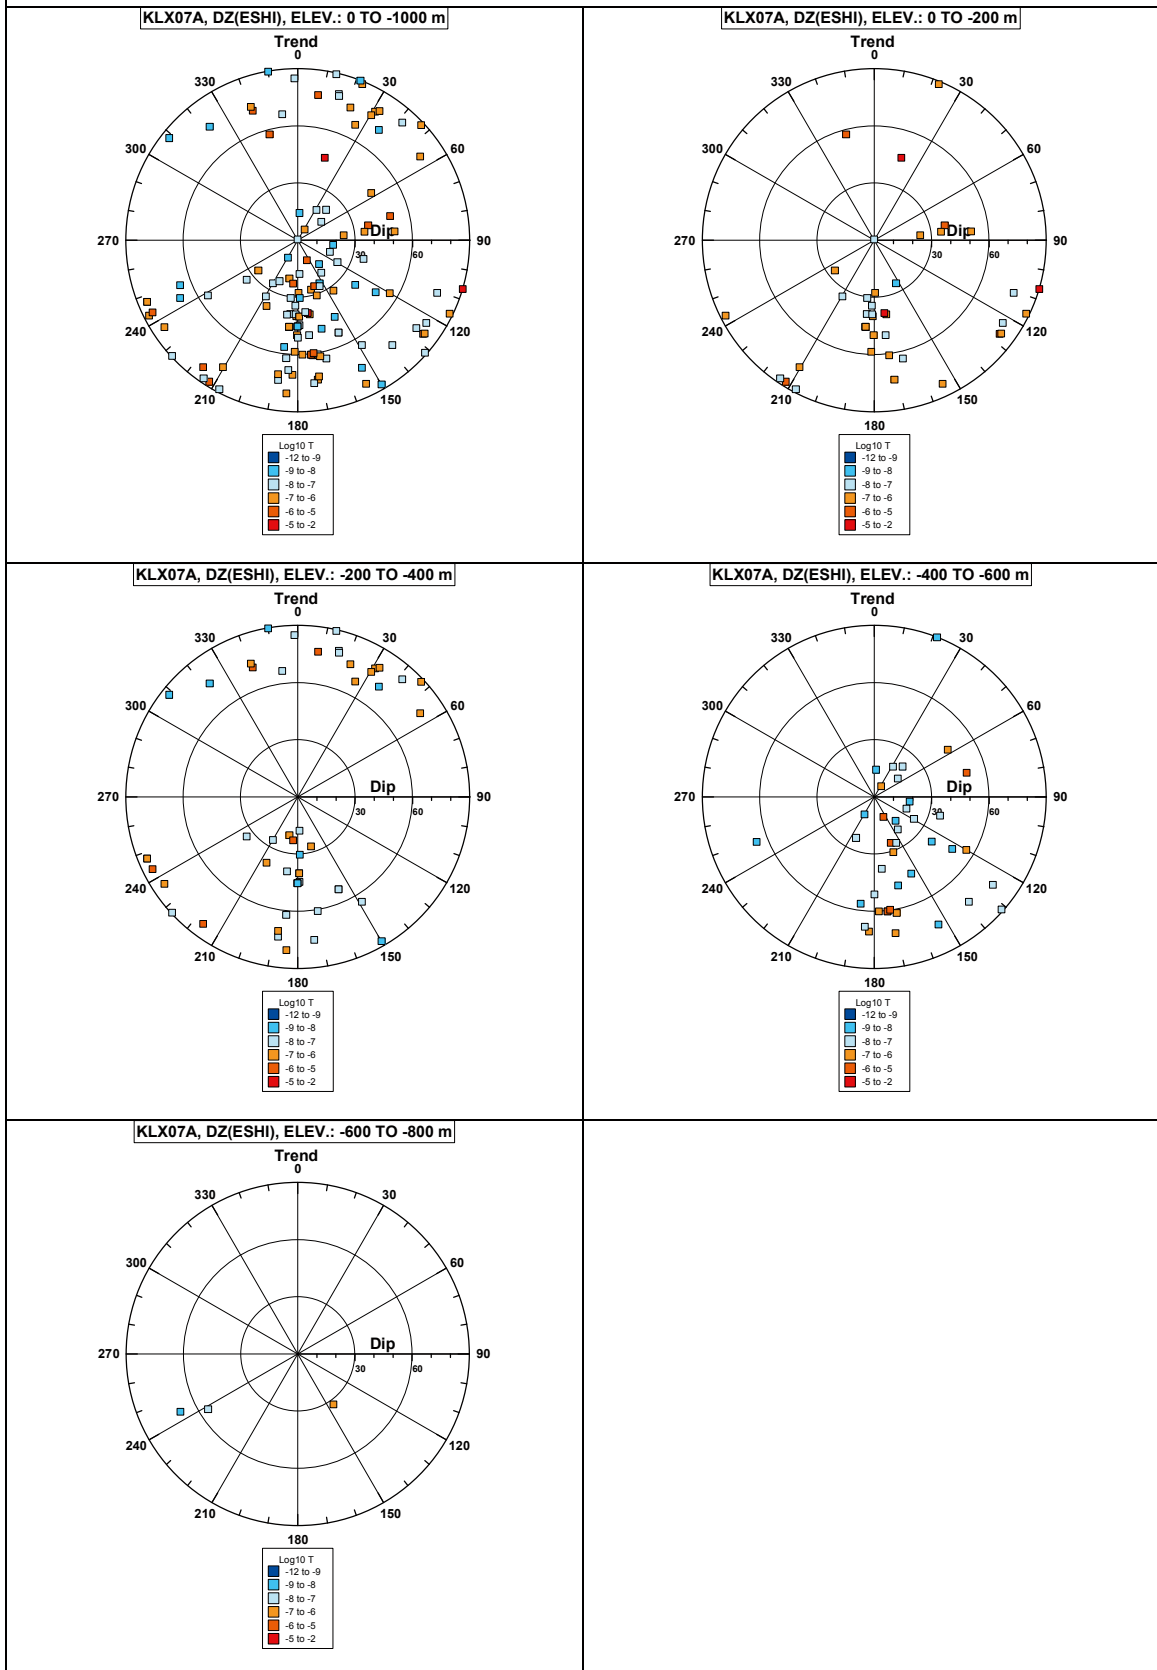 KLX07A, DZ(ESHI), ELEV.: 0 TO -1000 m
Trend
0
330 30
300 60
Dip
270 30 60 90
240 120
210 150
180
Log10 T
-12 to -9
-9 to -8
-8 to -7
-7 to -6
-6 to -5
-5 to -2
KLX07A, DZ(ESHI), ELEV.: 0 TO -200 m
Trend
0
330 30
300 60
Dip
270 30 60 90
240 120
210 150
180
Log10 T
-12 to -9
-9 to -8
-8 to -7
-7 to -6
-6 to -5
-5 to -2
KLX07A, DZ(ESHI), ELEV.: -200 TO -400 m
Trend
0
330 30
300 60
Dip
270 30 60 90
240 120
210 150
180
Log10 T
-12 to -9
-9 to -8
-8 to -7
-7 to -6
-6 to -5
-5 to -2
KLX07A, DZ(ESHI), ELEV.: -400 TO -600 m
Trend
0
330 30
300 60
Dip
270 30 60 90
240 120
210 150
180
Log10 T
-12 to -9
-9 to -8
-8 to -7
-7 to -6
-6 to -5
-5 to -2
KLX07A, DZ(ESHI), ELEV.: -600 TO -800 m
Trend
0
330 30
300 60
Dip
270 30 60 90
240 120
210 150
180
Log10 T
-12 to -9
-9 to -8
-8 to -7
-7 to -6
-6 to -5
-5 to -2